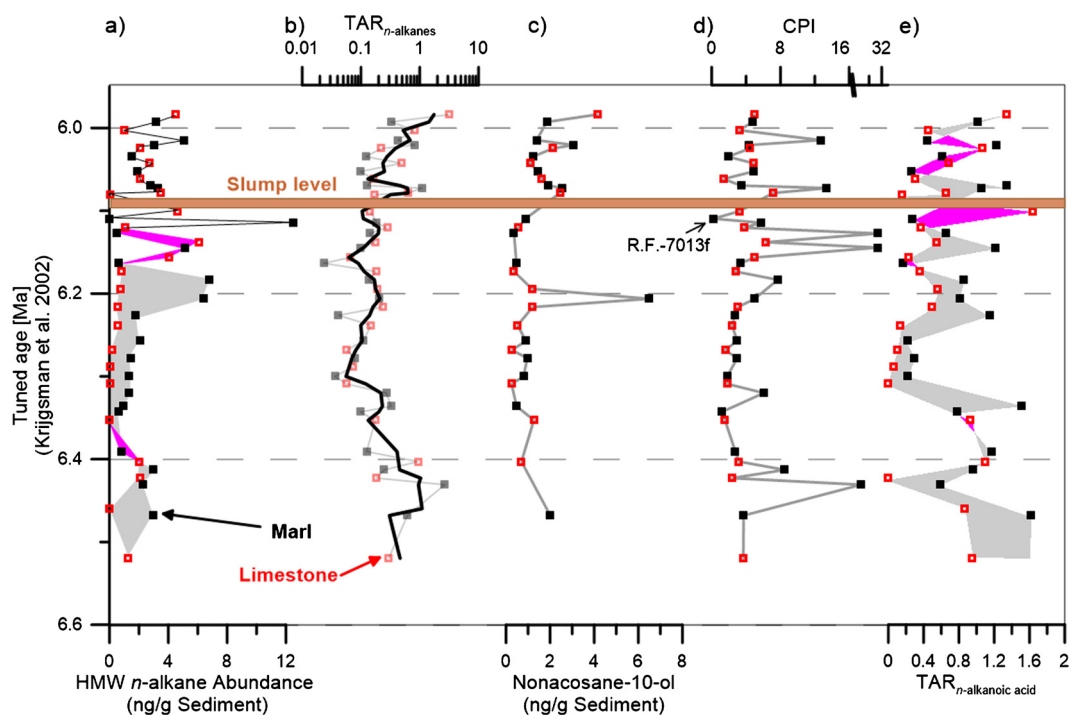 a) b) TAR n-alkanes c) d) CPI e)
0.01 0.1 1 10 0 8 16 32
6.0
Slump level
R.F.-7013f
6.2
Tuned age [Ma]
(Krijgsman et al. 2002)
6.4
Marl
Limestone
6.6
0 4 8 12 0 2 4 6 8 0 0.4 0.8 1.2 1.6 2
HMW n-alkane Abundance
(ng/g Sediment)
Nonacosane-10-ol
(ng/g Sediment)
TAR n-alkanoic acid